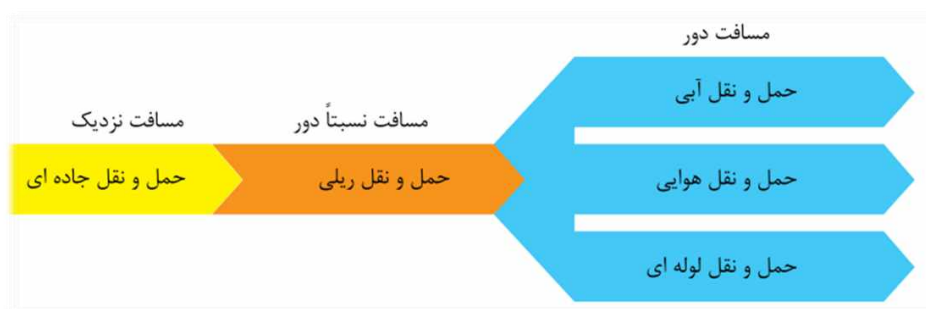 مسافت دور
حمل و نقل آبی
مسافت نسبتاً دور
مسافت نزدیک
حمل و نقل هوایی
حمل و نقل ریلی
حمل و نقل جاده ای
حمل و نقل لوله ای